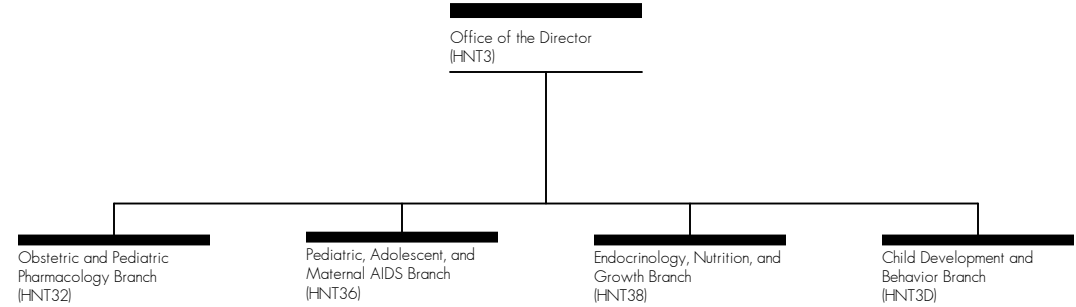 Office of the Director
(HNT3)
Obstetric and Pediatric
Pharmacology Branch
(HNT32)
Pediatric, Adolescent, and
Maternal AIDS Branch
(HNT36)
Endocrinology, Nutrition, and
Growth Branch
(HNT38)
Child Development and
Behavior Branch
(HNT3D)